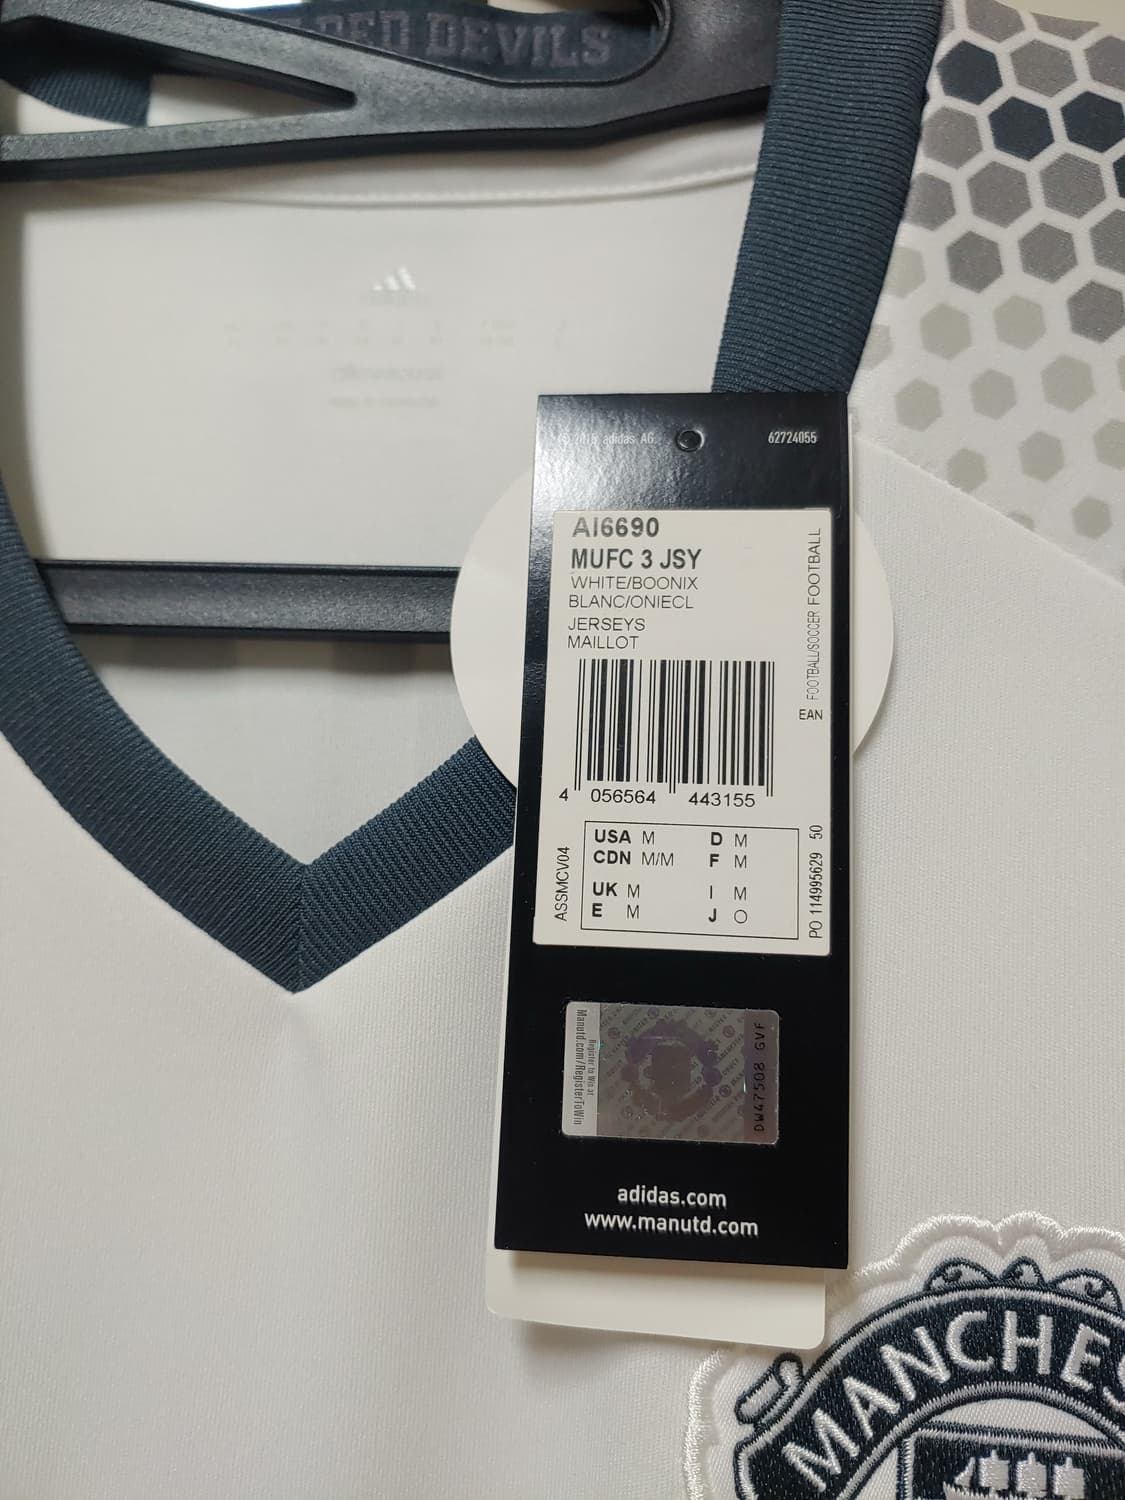 RED DEVILS
© 2015 adidas AG.
62724055
AI6690
MUFC 3 JSY
WHITE/BOONIX
BLANC/ONIECL
JERSEYS
MAILLOT
FOOTBALL/SOCCER FOOTBALL
EAN
4 056564 443155
USA M D M
CDN M/M F M
UK M I M
E M J O
ASSMCV04
PO 114995629 50
Register to Win at
Manutd.com/RegisterToWin
DW47508 GVF
adidas.com
www.manutd.com
MANCHES